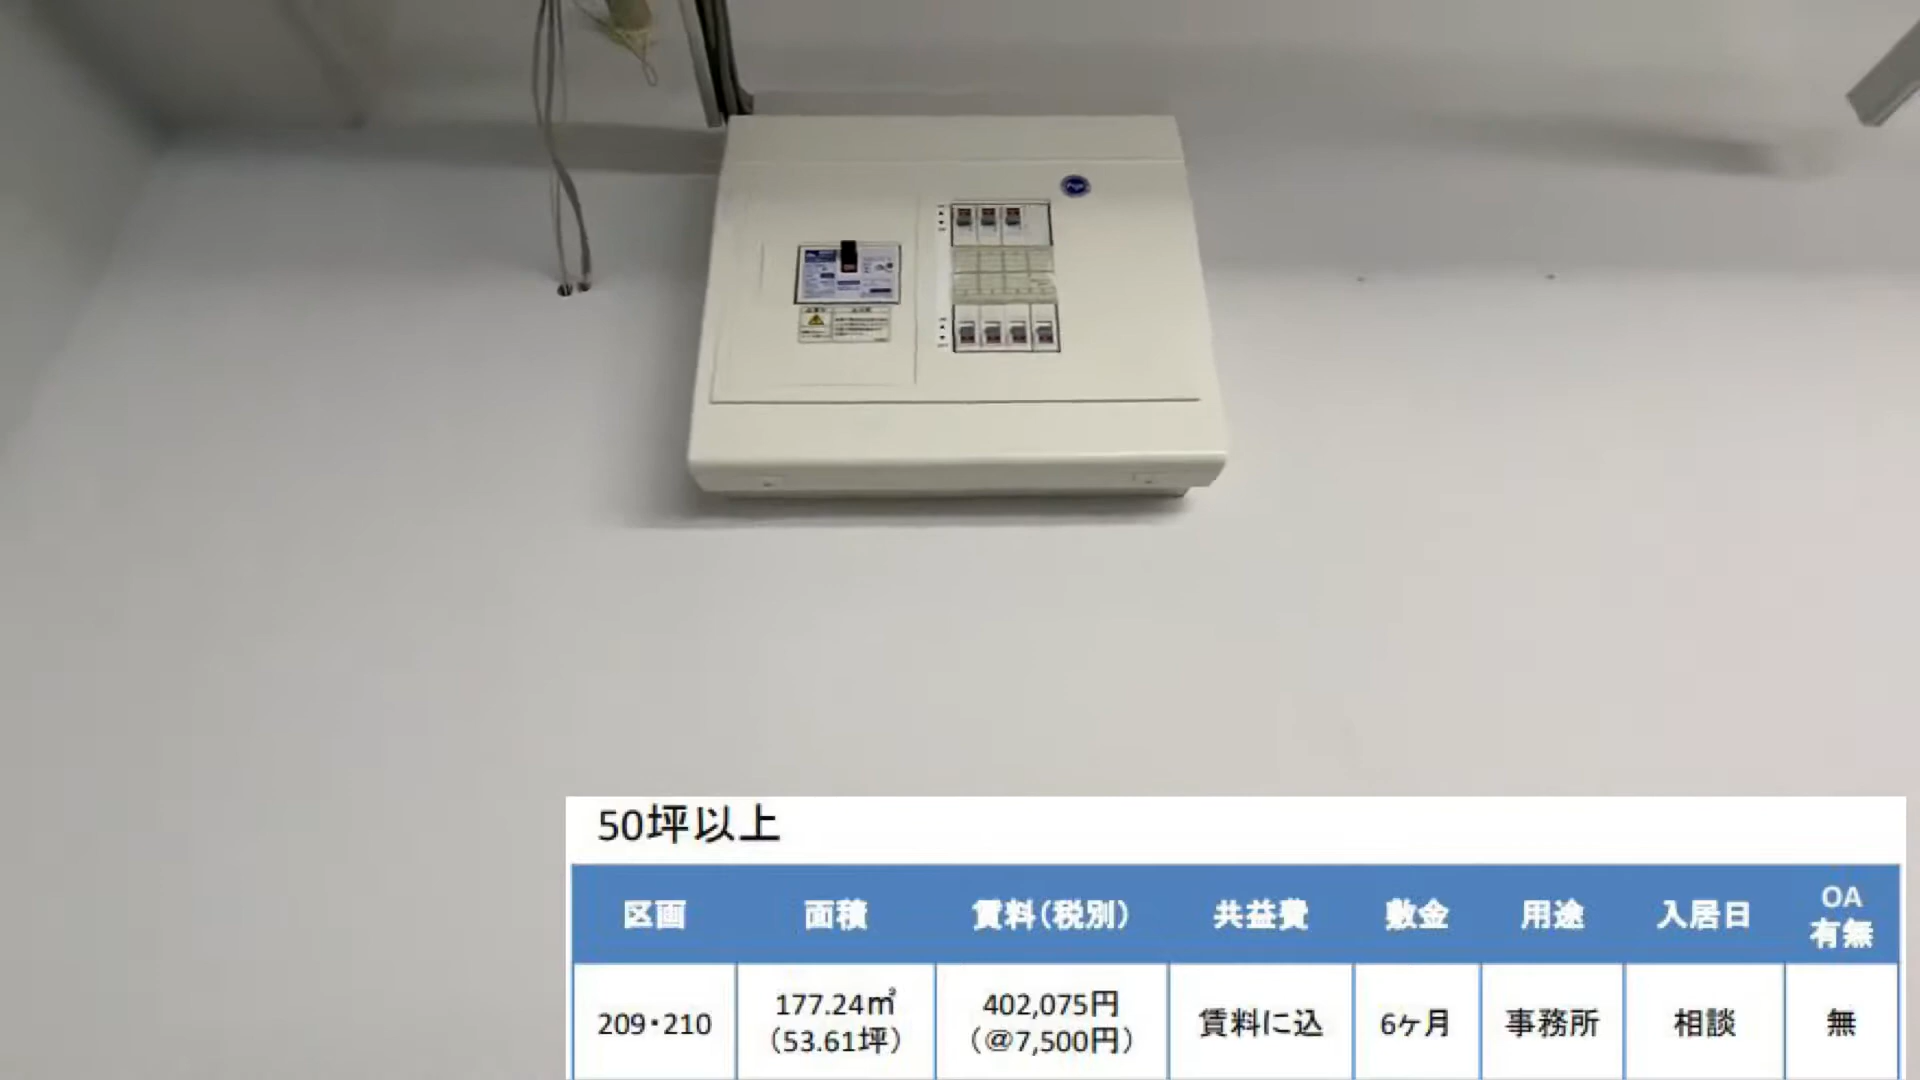 50坪以上
区画 面積 賃料(税別) 共益費 敷金 用途 入居日 OA
有無
209・210 177.24㎡ 402,075円 賃料に込 6ヶ月 事務所 相談 無
(53.61坪) (@7,500円)